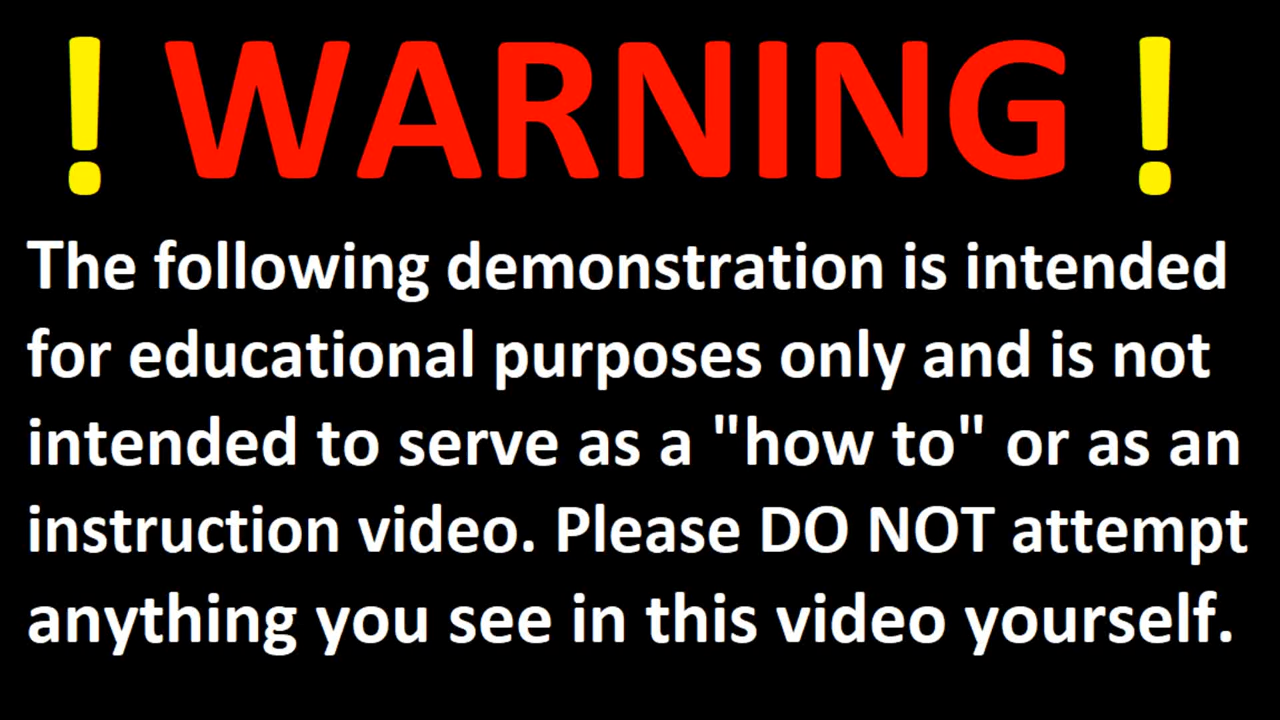 ! WARNING !
The following demonstration is intended
for educational purposes only and is not
intended to serve as a "how to" or as an
instruction video. Please DO NOT attempt
anything you see in this video yourself.